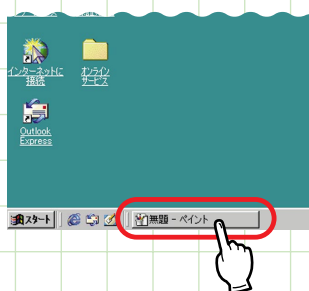 インターネットに
接続
オンライン
サービス
Outlook
Express
スタート
無題 - ペイント